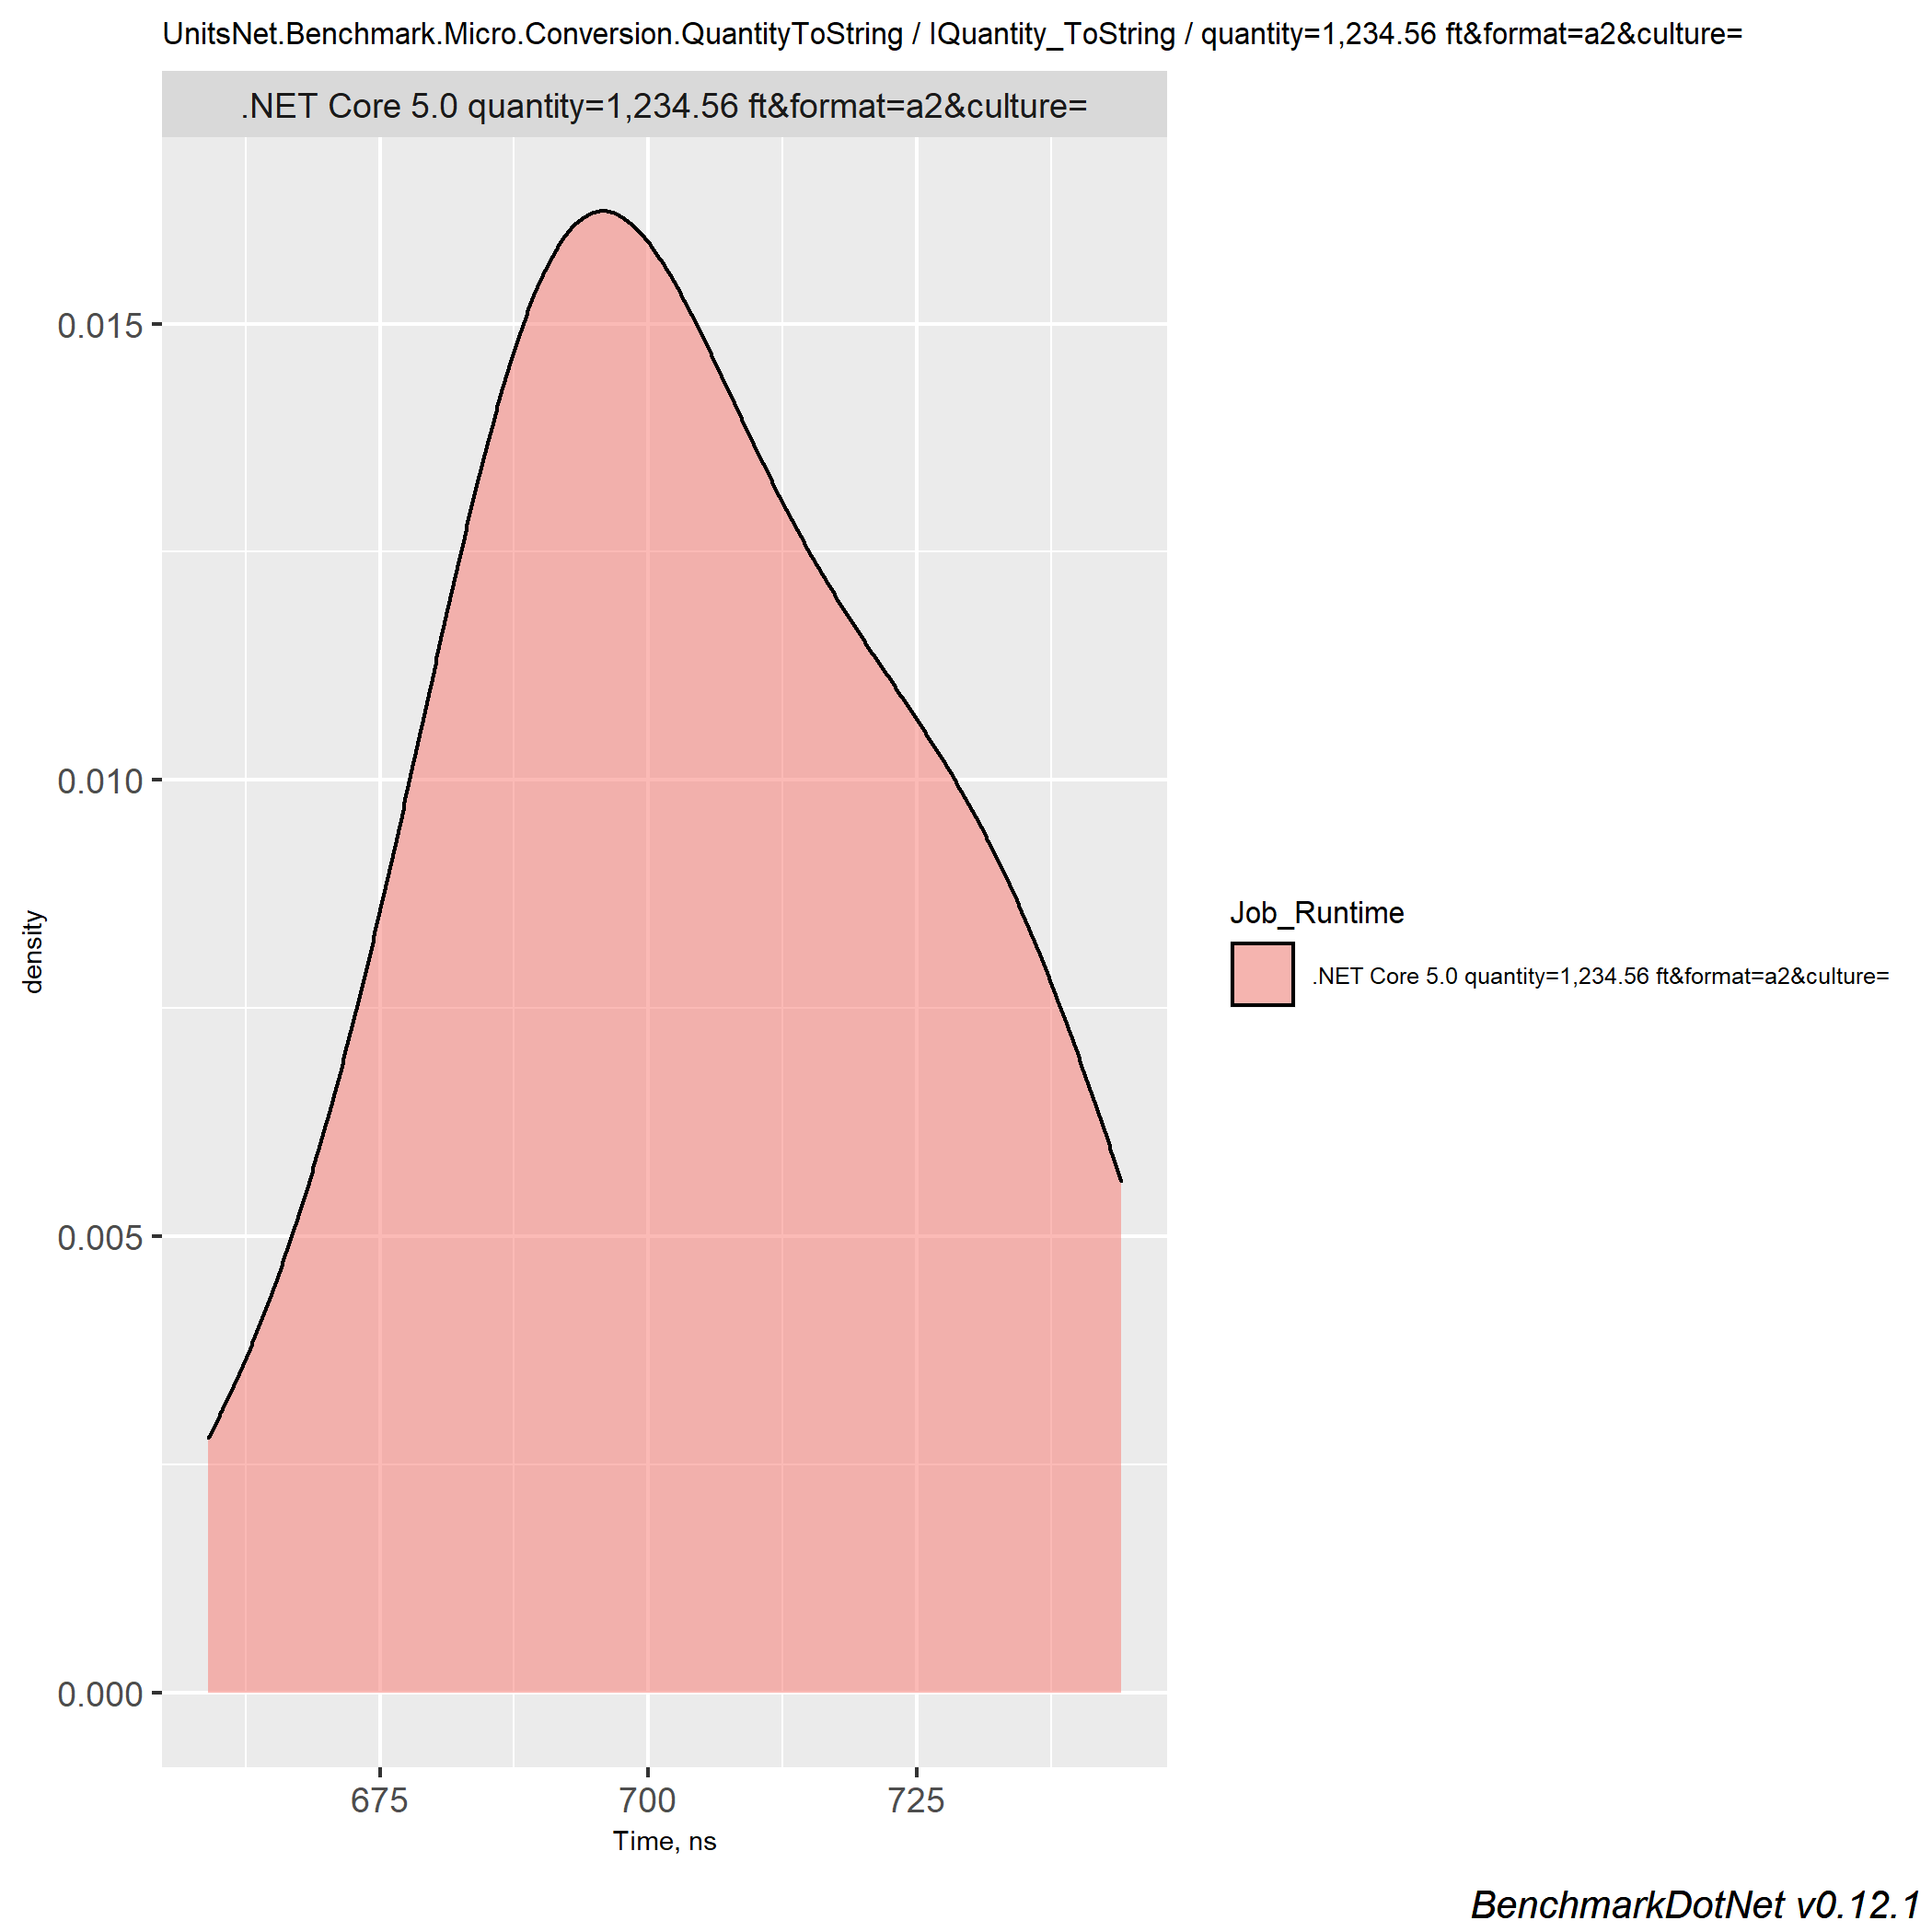 UnitsNet.Benchmark.Micro.Conversion.QuantityToString / IQuantity_ToString / quantity=1,234.56 ft&format=a2&culture=
.NET Core 5.0 quantity=1,234.56 ft&format=a2&culture=
0.015
0.010
0.005
0.000
density
675 700 725
Time, ns
Job_Runtime
.NET Core 5.0 quantity=1,234.56 ft&format=a2&culture=
BenchmarkDotNet v0.12.1